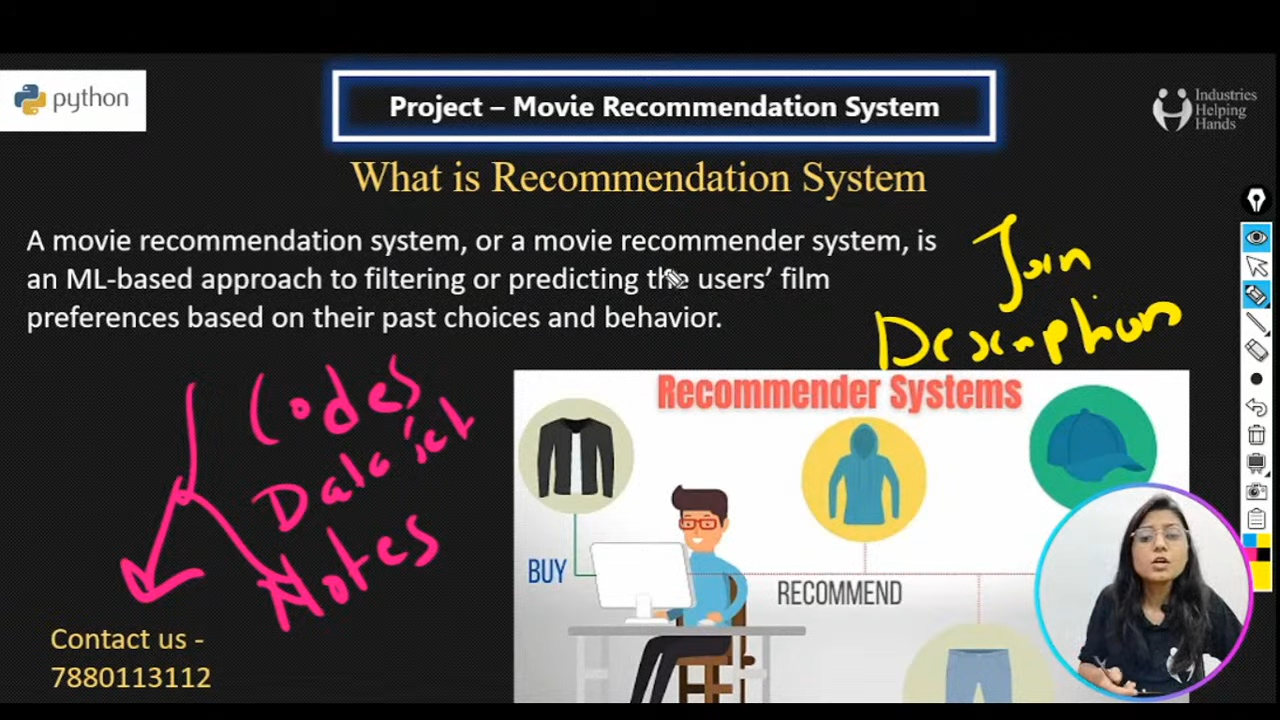 python
Project – Movie Recommendation System
Industries
Helping
Hands
What is Recommendation System
A movie recommendation system, or a movie recommender system, is
an ML-based approach to filtering or predicting the users’ film
preferences based on their past choices and behavior.
Join
Description
Codes
Dataset
Notes
Recommender Systems
BUY
RECOMMEND
Contact us -
7880113112